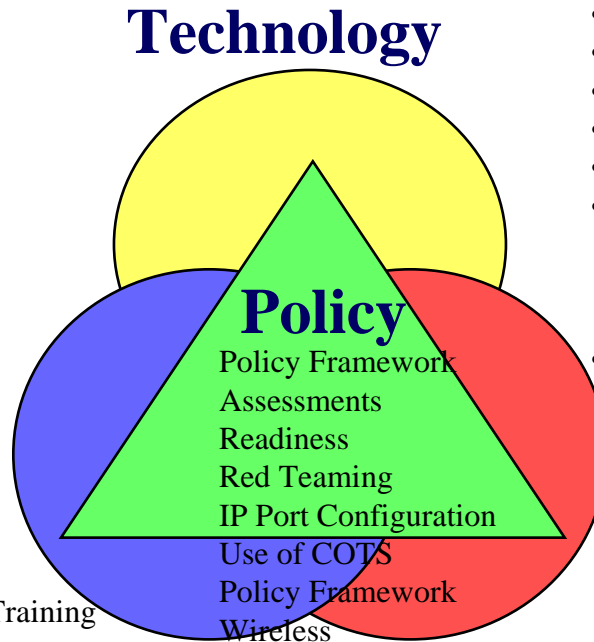 Technology
Policy
Policy Framework
Assessments
Readiness
Red Teaming
IP Port Configuration
Use of COTS
Policy Framework
Training
Wireless